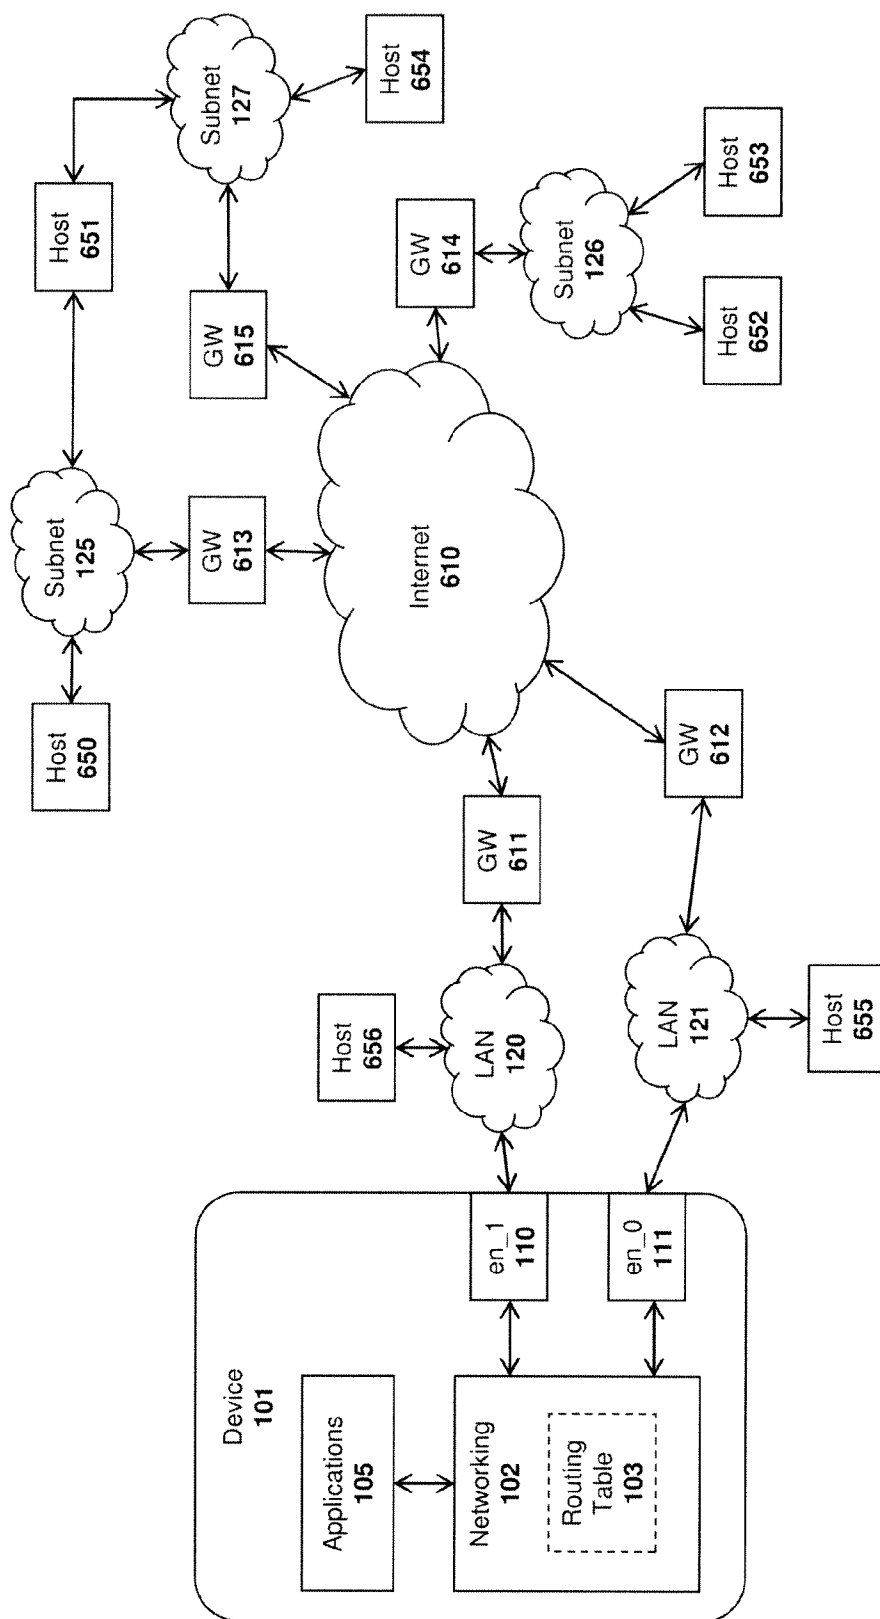 Device
101
Applications
105
Networking
102
Routing
Table
103
en_1
110
en_0
111
Host
656
LAN
120
LAN
121
Host
655
GW
611
GW
612
Host
650
Subnet
125
GW
613
Internet
610
Host
651
GW
615
Subnet
127
Host
654
GW
614
Subnet
126
Host
652
Host
653